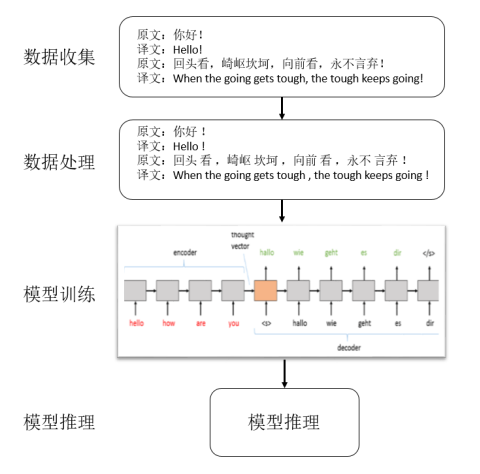 数据收集
原文：你好！
译文：Hello!
原文：回头看，崎岖坎坷，向前看，永不言弃！
译文：When the going gets tough, the tough keeps going!
数据处理
原文：你好 ！
译文：Hello !
原文：回头 看 ，崎岖 坎坷 ，向前 看 ，永不 言弃 ！
译文：When the going gets tough , the tough keeps going !
模型训练
encoder
thought vector
hallo wie geht es dir </s>
hello how are you <s> hallo wie geht es dir
decoder
模型推理
模型推理